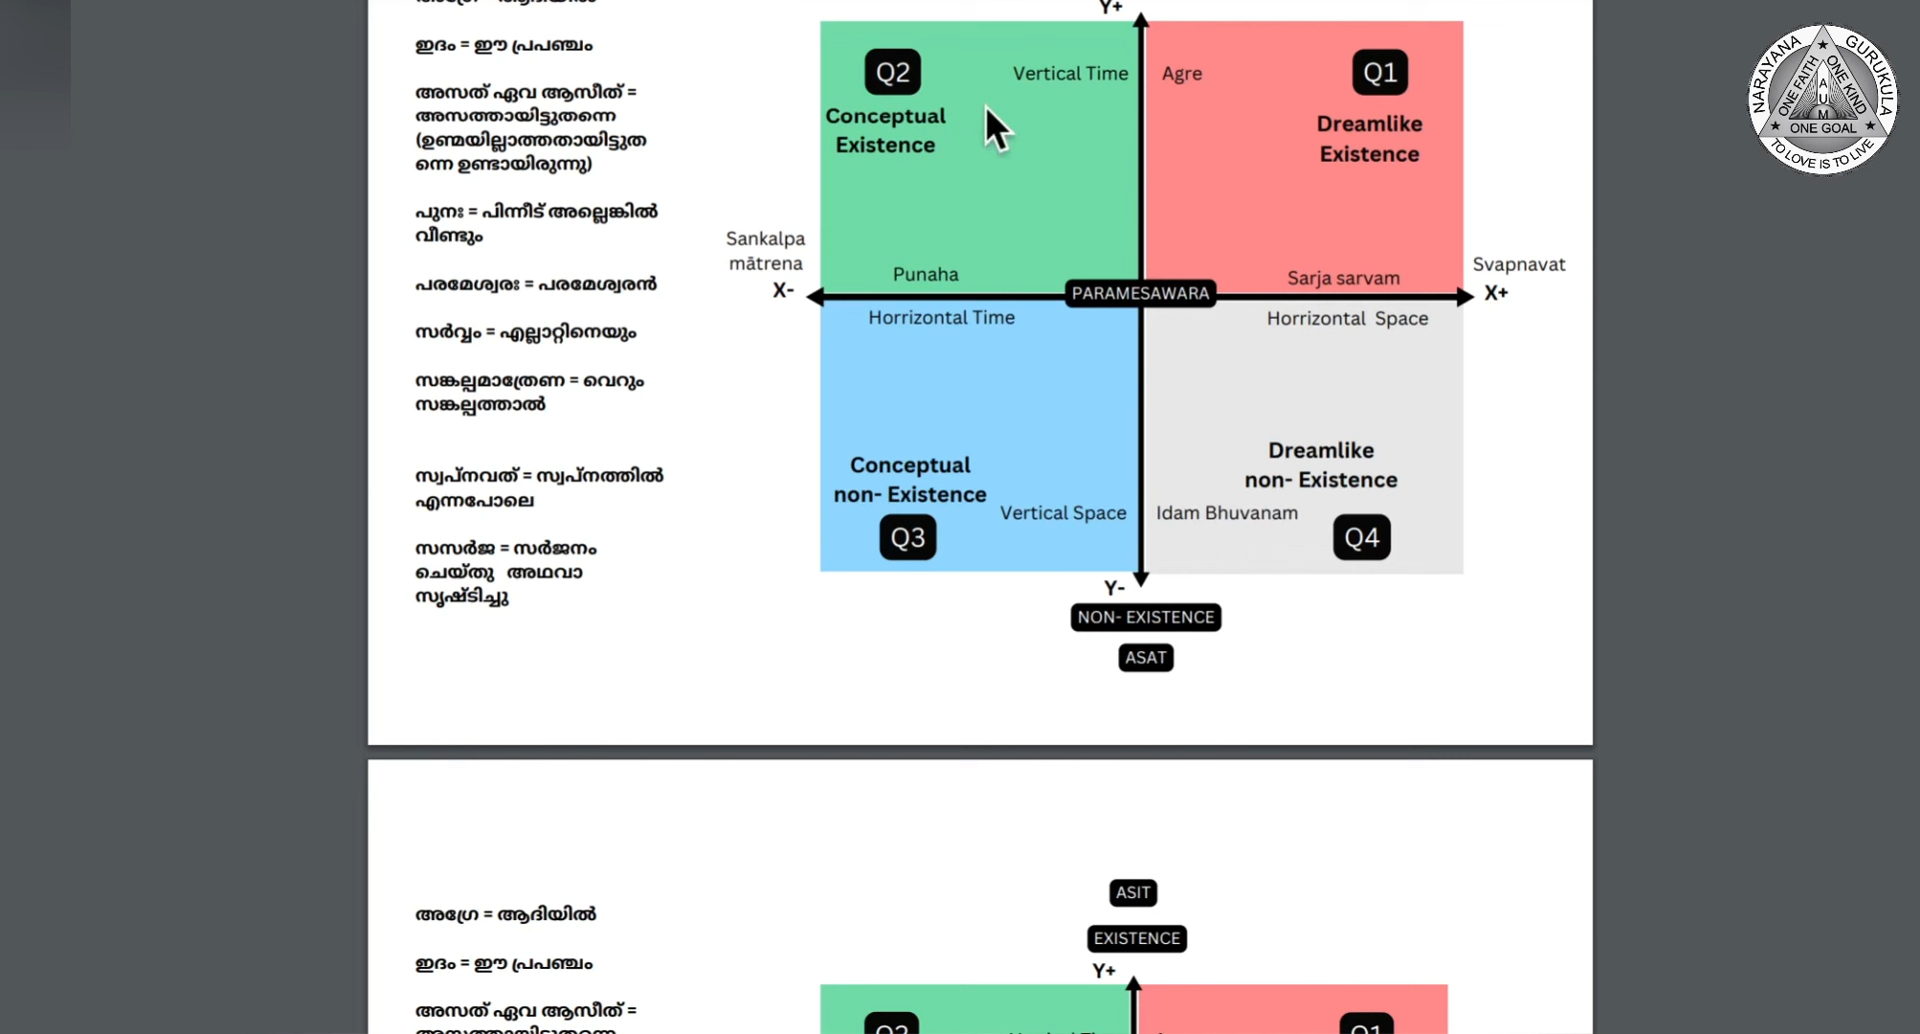 ഇദം = ഈ പ്രപഞ്ചം
അസത് ഏവ ആസീത് =
അസത്തായിട്ടുതന്നെ
(ഉണ്മയില്ലാത്തതായിട്ടുത
ന്നെ ഉണ്ടായിരുന്നു)
പുനഃ = പിന്നീട് അല്ലെങ്കിൽ
വീണ്ടും
പരമേശ്വരഃ = പരമേശ്വരൻ
സർവ്വം = എല്ലാറ്റിനെയും
സങ്കല്പമാത്രേണ = വെറും
സങ്കല്പത്താൽ
സ്വപ്നവത് = സ്വപ്നത്തിൽ
എന്നപോലെ
സസർജ = സർജനം
ചെയ്തു അഥവാ
സൃഷ്ടിച്ചു
Y+
Q2
Vertical Time
Agre
Q1
Conceptual
Existence
Dreamlike
Existence
Sankalpa
mātrena
X-
Punaha
PARAMESAWARA
Sarja sarvam
Svapnavat
X+
Horrizontal Time
Horrizontal Space
Conceptual
non- Existence
Dreamlike
non- Existence
Vertical Space
Idam Bhuvanam
Q3
Q4
Y-
NON- EXISTENCE
ASAT
അഗ്രേ = ആദിയിൽ
ഇദം = ഈ പ്രപഞ്ചം
അസത് ഏവ ആസീത് =
ASIT
EXISTENCE
Y+
Q2
Q1
NARAYANA GURUKULA
ONE FAITH
ONE KIND
AUM
ONE GOAL
TO LOVE IS TO LIVE